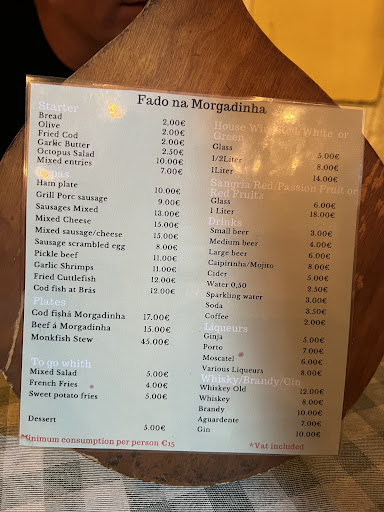 Fado na Morgadinha
Starter
Bread 2.00€
Olive 2.00€
Fried Cod 2.00€
Garlic Butter 2.50€
Octopus Salad 10.00€
Mixed entries 7.00€
Tapas
Ham plate 10.00€
Grill Porc sausage 9.00€
Sausages Mixed 13.00€
Mixed Cheese 15.00€
Mixed sausage/cheese 15.00€
Sausage scrambled egg 8.00€
Pickle beef 11.00€
Garlic Shrimps 11.00€
Fried Cuttlefish 12.00€
Cod fish at Brás 12.00€
Plates
Cod fishá Morgadinha 17.00€
Beef á Morgadinha 15.00€
Monkfish Stew 45.00€
To go whith
Mixed Salad 5.00€
French Fries 4.00€
Sweet potato fries 5.00€
Dessert 5.00€
*Minimum consumption per person €15
House Wine White or
Green
Glass 5.00€
1/2Liter 8.00€
1Liter 14.00€
Sangria Red/Passion Fruit or
Red Fruits
Glass 6.00€
1 Liter 18.00€
Drinks
Small beer 3.00€
Medium beer 4.00€
Large beer 6.00€
Caipirinha/Mojito 8.00€
Cider 5.00€
Water 0,50 2.50€
Sparkling water 3.00€
Soda 3.50€
Coffee 2.00€
Liqueurs
Ginja 5.00€
Porto 7.00€
Moscatel 6.00€
Various Liqueurs 8.00€
Whisky/Brandy/Gin
Whiskey Old 12.00€
Whiskey 8.00€
Brandy 10.00€
Aguardente 7.00€
Gin 10.00€
*Vat included